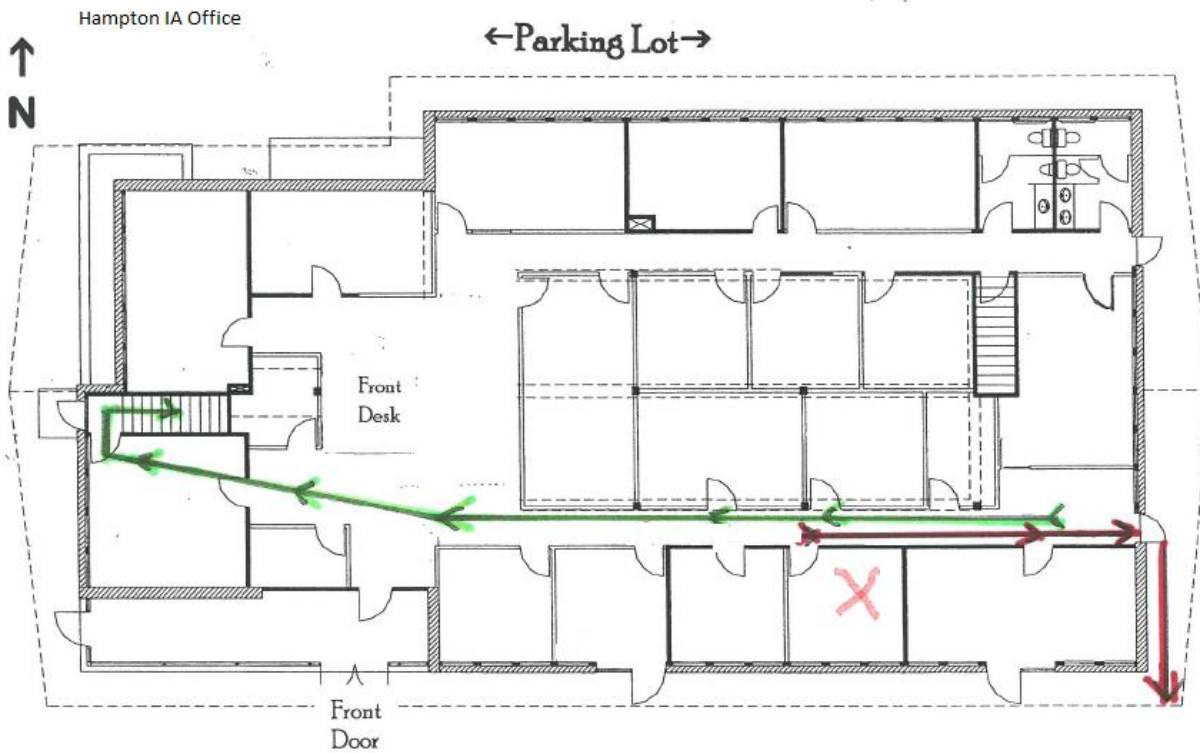 Hampton IA Office
←Parking Lot→
N
Front
Desk
Front
Door